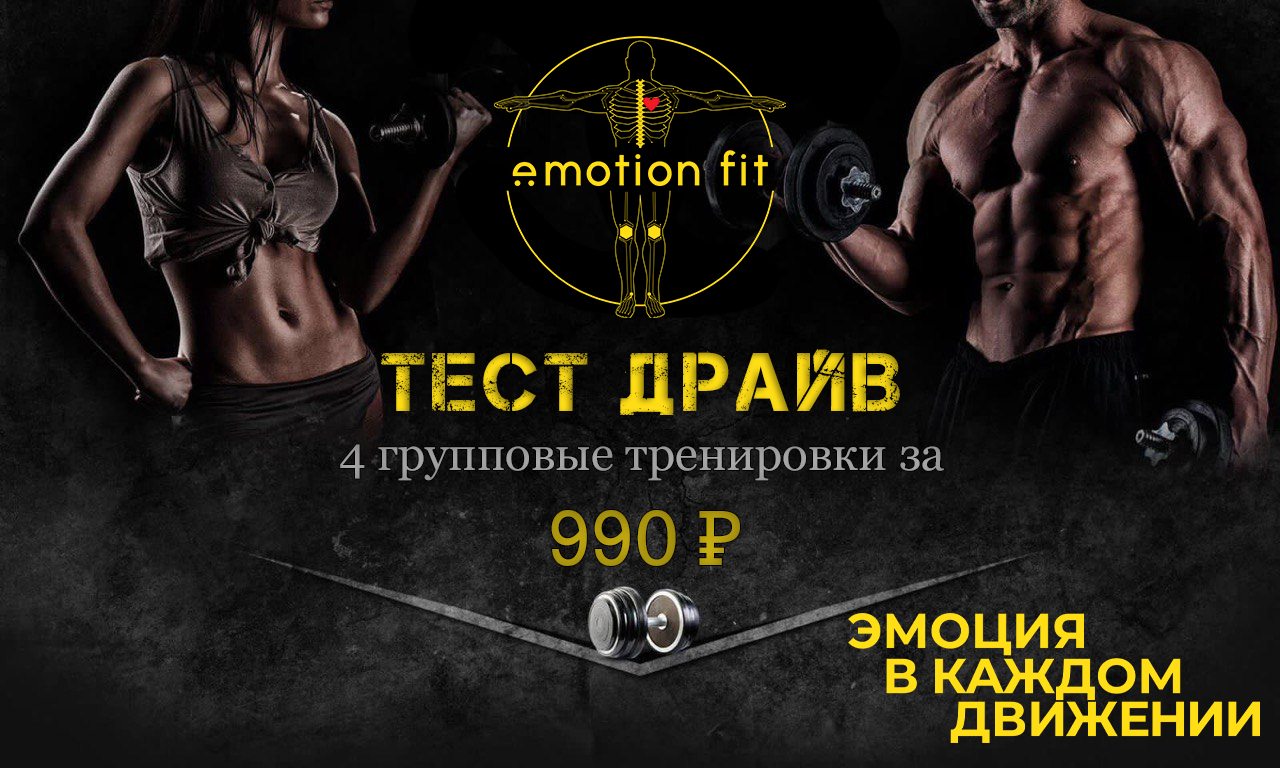 emotion fit
ТЕСТ ДРАЙВ
4 групповые тренировки за
990 ₽
ЭМОЦИЯ
В КАЖДОМ
ДВИЖЕНИИ